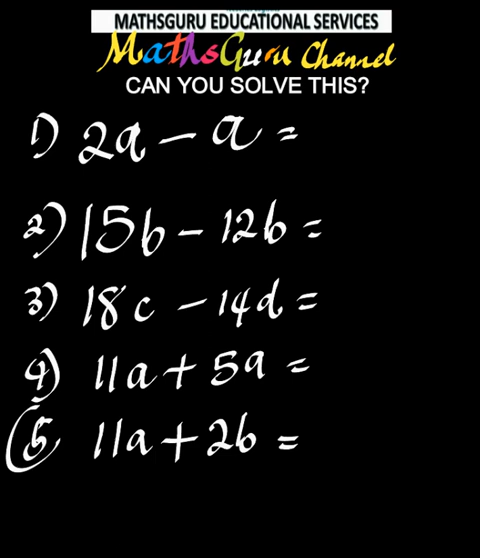 MATHSGURU EDUCATIONAL SERVICES
MathsGuru Channel
CAN YOU SOLVE THIS?
1) 2a - a =
2) 15b - 12b =
3) 18c - 14d =
4) 11a + 5a =
5) 11a + 2b =